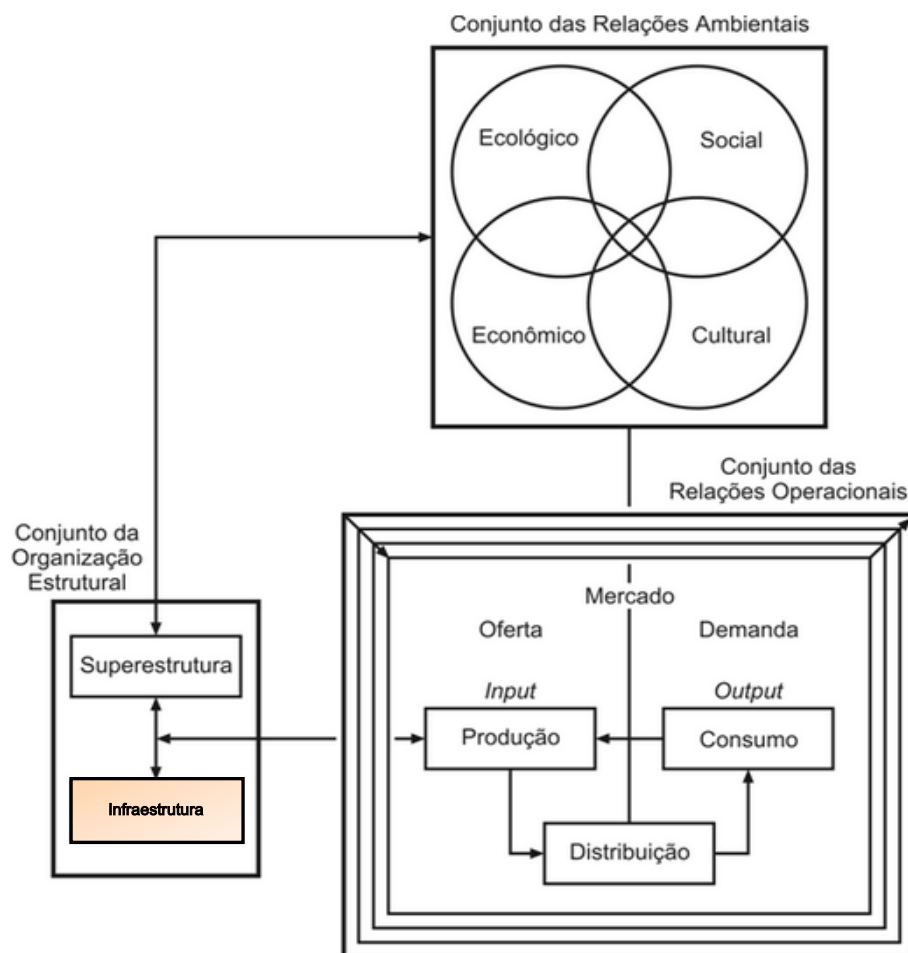 Conjunto das Relações Ambientais
Ecológico
Social
Econômico
Cultural
Conjunto das
Relações Operacionais
Conjunto da
Organização
Estrutural
Superestrutura
Infraestrutura
Mercado
Oferta
Demanda
Input
Output
Produção
Consumo
Distribuição